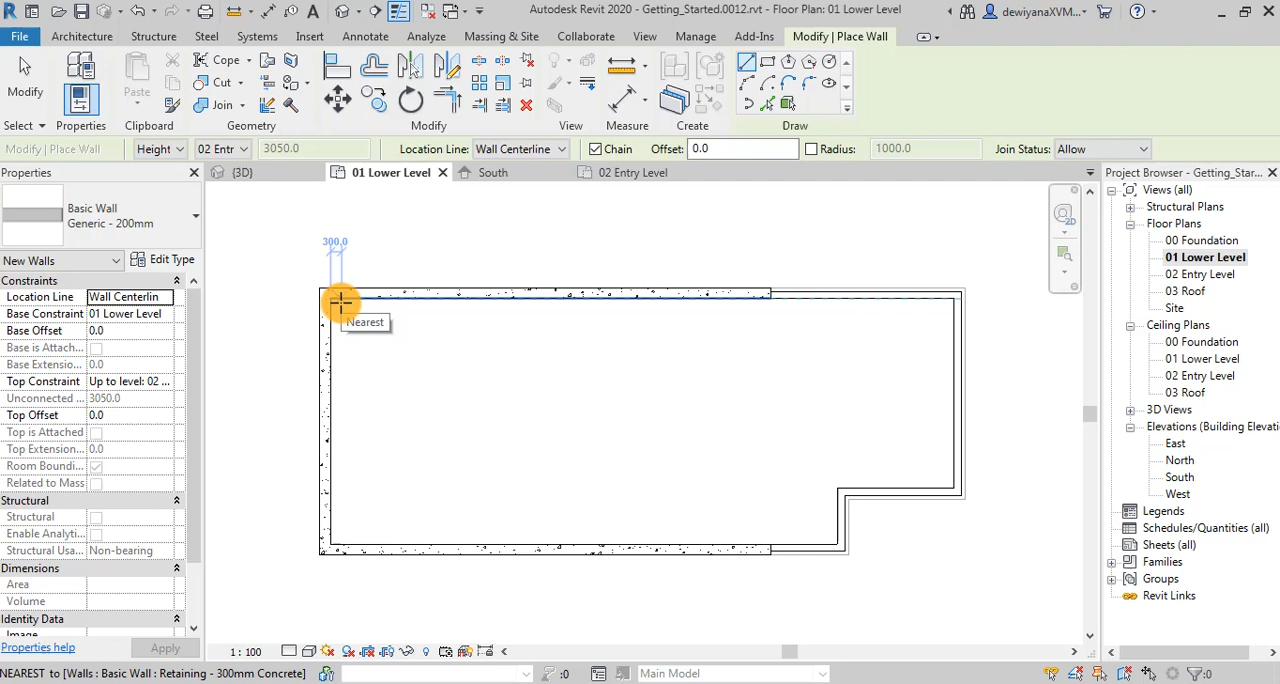 Autodesk Revit 2020 - Getting_Started.0012.rvt - Floor Plan: 01 Lower Level
dewiyanaXVM...
File Architecture Structure Steel Systems Insert Annotate Analyze Massing & Site Collaborate View Manage Add-Ins Modify | Place Wall
Modify
Paste
Cope
Cut
Join
Select Properties Clipboard Geometry Modify View Measure Create Draw
Modify | Place Wall Height 02 Entr 3050.0 Location Line: Wall Centerline Chain Offset: 0.0 Radius: 1000.0 Join Status: Allow
Properties
{3D} 01 Lower Level South 02 Entry Level
Project Browser - Getting_Star...
Basic Wall
Generic - 200mm
New Walls Edit Type
Constraints
Location Line Wall Centerlin
Base Constraint 01 Lower Level
Base Offset 0.0
Base is Attach...
Base Extensio... 0.0
Top Constraint Up to level: 02 ...
Unconnected ... 3050.0
Top Offset 0.0
Top is Attached
Top Extension... 0.0
Room Boundi...
Related to Mass
Structural
Structural
Enable Analyti...
Structural Usa... Non-bearing
Dimensions
Area
Volume
Identity Data
Image
Properties help Apply
300.0
Nearest
2D
Views (all)
Structural Plans
Floor Plans
00 Foundation
01 Lower Level
02 Entry Level
03 Roof
Site
Ceiling Plans
00 Foundation
01 Lower Level
02 Entry Level
03 Roof
3D Views
Elevations (Building Elevati
East
North
South
West
Legends
Schedules/Quantities (all)
Sheets (all)
Families
Groups
Revit Links
1 : 100
NEAREST to [Walls : Basic Wall : Retaining - 300mm Concrete] :0 Main Model :0